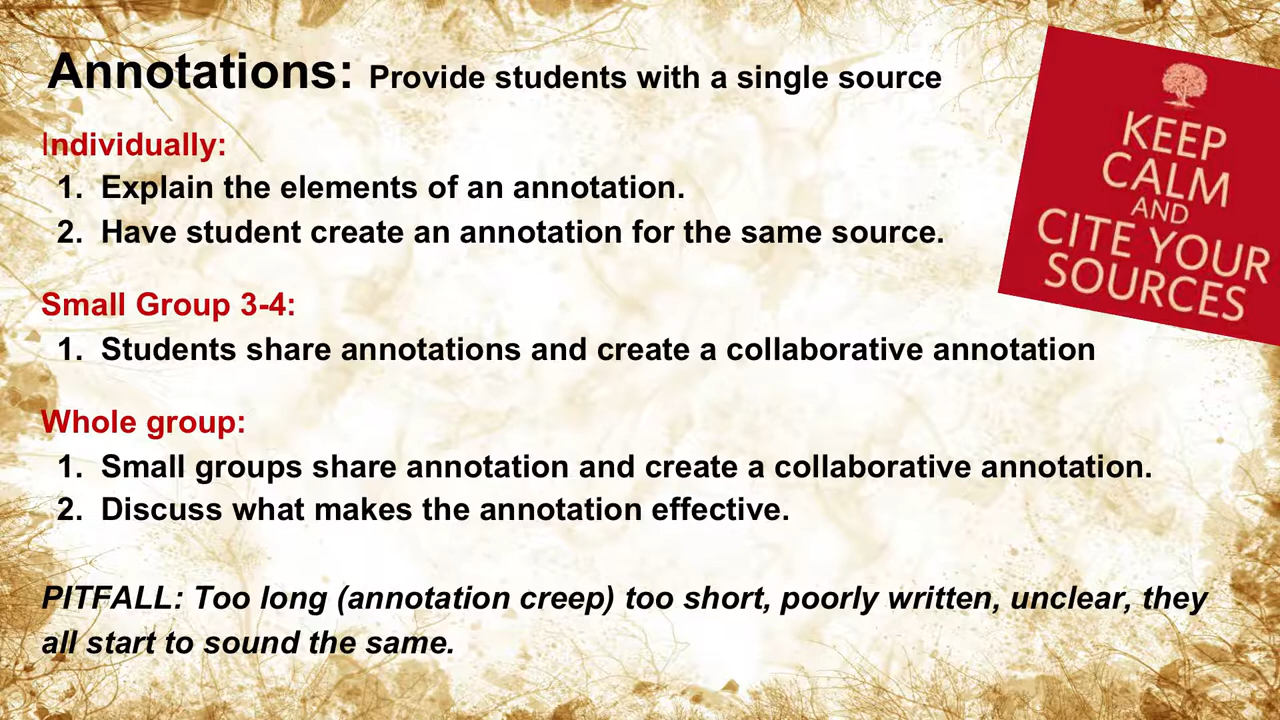 Annotations: Provide students with a single source
Individually:
1. Explain the elements of an annotation.
2. Have student create an annotation for the same source.
Small Group 3-4:
1. Students share annotations and create a collaborative annotation
Whole group:
1. Small groups share annotation and create a collaborative annotation.
2. Discuss what makes the annotation effective.
PITFALL: Too long (annotation creep) too short, poorly written, unclear, they
all start to sound the same.
KEEP
CALM
AND
CITE YOUR
SOURCES